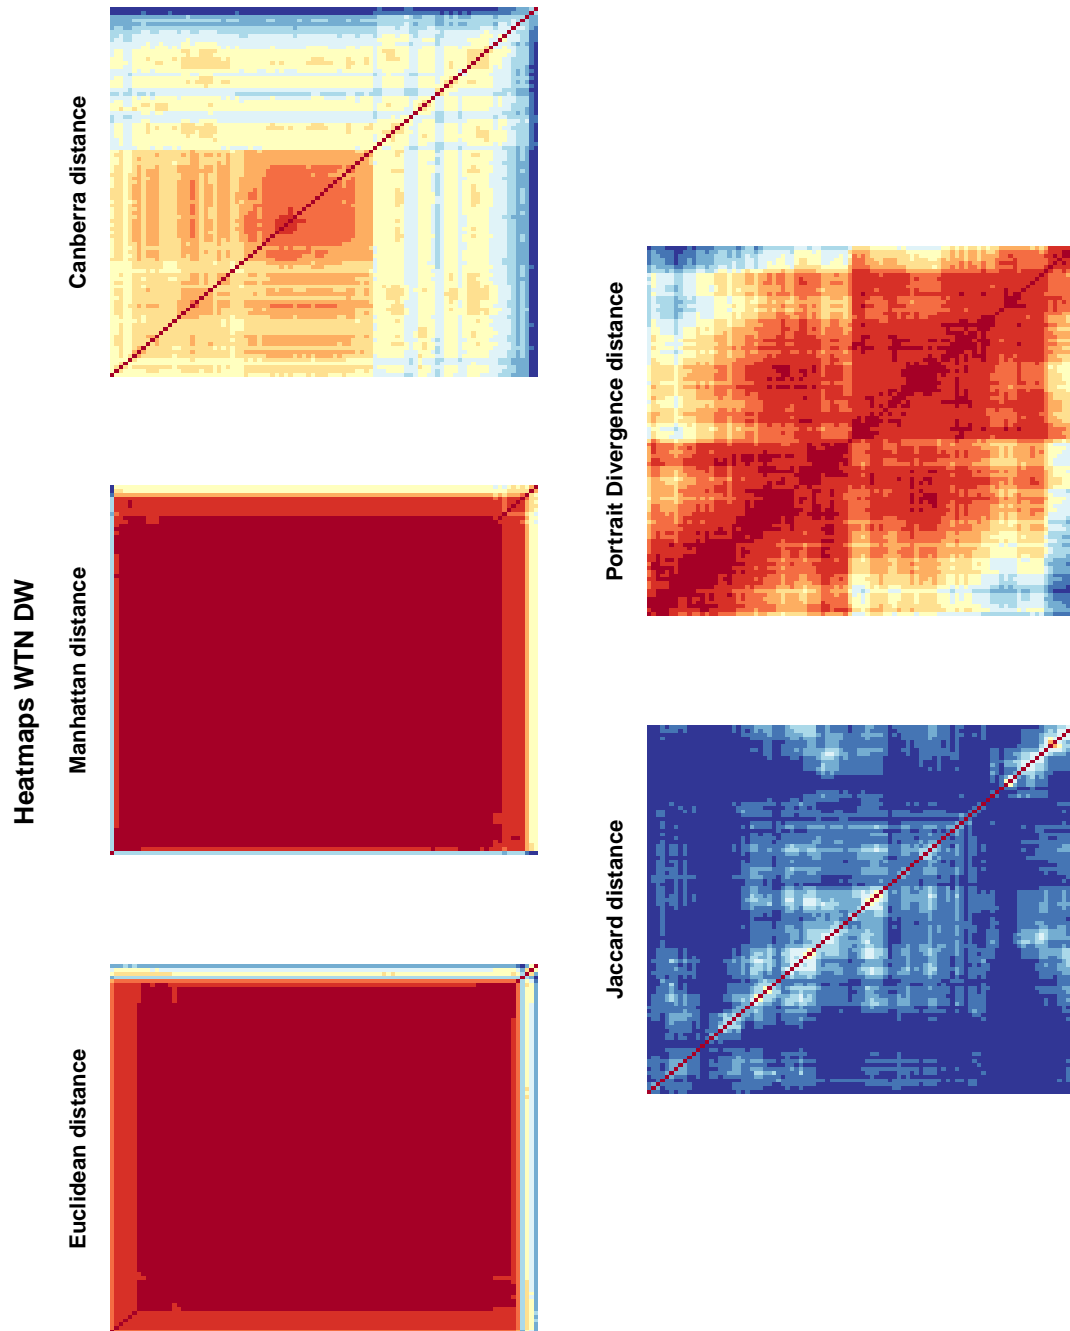 Heatmaps WTN DW
Euclidean distance
Manhattan distance
Canberra distance
Jaccard distance
Portrait Divergence distance